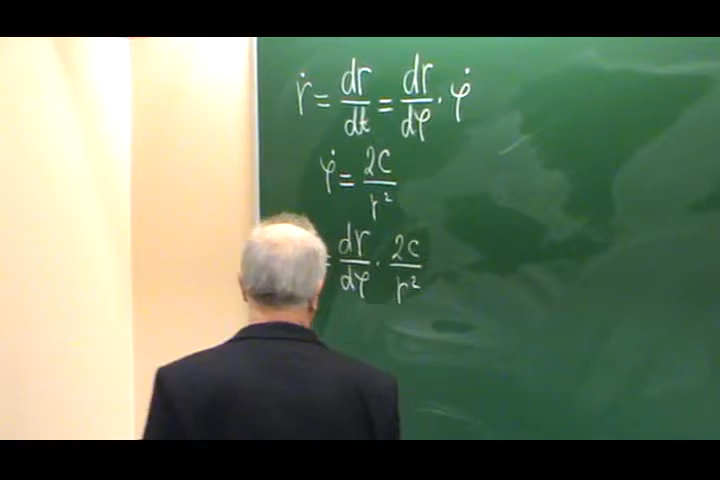 ṙ = dr/dt = dr/dφ · φ̇
φ̇ = 2c/r²
= dr/dφ · 2c/r²